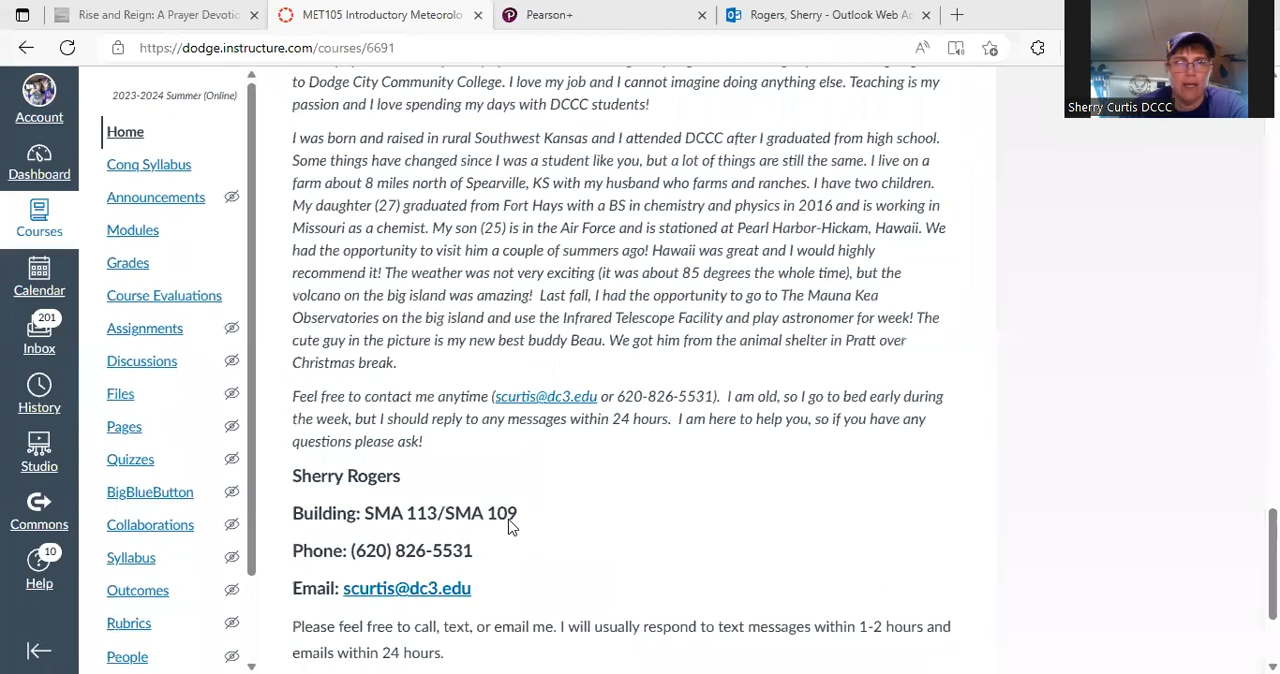 Rise and Reign: A Prayer Devotio
MET105 Introductory Meteorolo
Pearson+
Rogers, Sherry - Outlook Web Ac
https://dodge.instructure.com/courses/6691
Sherry Curtis DCCC
Account
Dashboard
Courses
Calendar
201
Inbox
History
Studio
Commons
10
Help
2023-2024 Summer (Online)
Home
Conq Syllabus
Announcements
Modules
Grades
Course Evaluations
Assignments
Discussions
Files
Pages
Quizzes
BigBlueButton
Collaborations
Syllabus
Outcomes
Rubrics
People
to Dodge City Community College. I love my job and I cannot imagine doing anything else. Teaching is my
passion and I love spending my days with DCCC students!
I was born and raised in rural Southwest Kansas and I attended DCCC after I graduated from high school.
Some things have changed since I was a student like you, but a lot of things are still the same. I live on a
farm about 8 miles north of Spearville, KS with my husband who farms and ranches. I have two children.
My daughter (27) graduated from Fort Hays with a BS in chemistry and physics in 2016 and is working in
Missouri as a chemist. My son (25) is in the Air Force and is stationed at Pearl Harbor-Hickam, Hawaii. We
had the opportunity to visit him a couple of summers ago! Hawaii was great and I would highly
recommend it! The weather was not very exciting (it was about 85 degrees the whole time), but the
volcano on the big island was amazing! Last fall, I had the opportunity to go to The Mauna Kea
Observatories on the big island and use the Infrared Telescope Facility and play astronomer for week! The
cute guy in the picture is my new best buddy Beau. We got him from the animal shelter in Pratt over
Christmas break.
Feel free to contact me anytime (scurtis@dc3.edu or 620-826-5531). I am old, so I go to bed early during
the week, but I should reply to any messages within 24 hours. I am here to help you, so if you have any
questions please ask!
Sherry Rogers
Building: SMA 113/SMA 109
Phone: (620) 826-5531
Email: scurtis@dc3.edu
Please feel free to call, text, or email me. I will usually respond to text messages within 1-2 hours and
emails within 24 hours.